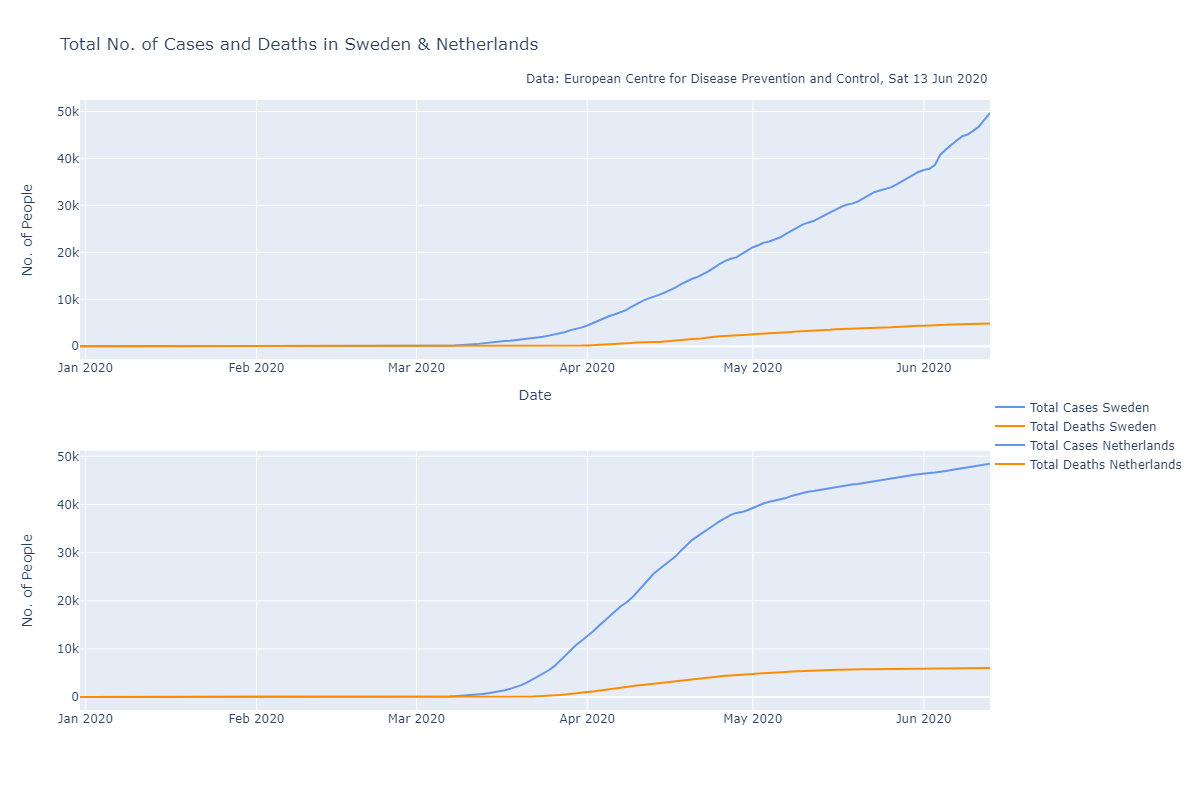 Total No. of Cases and Deaths in Sweden & Netherlands
Data: European Centre for Disease Prevention and Control, Sat 13 Jun 2020
No. of People
50k
40k
30k
20k
10k
0
Jan 2020 Feb 2020 Mar 2020 Apr 2020 May 2020 Jun 2020
Date
Total Cases Sweden
Total Deaths Sweden
Total Cases Netherlands
Total Deaths Netherlands
No. of People
50k
40k
30k
20k
10k
0
Jan 2020 Feb 2020 Mar 2020 Apr 2020 May 2020 Jun 2020